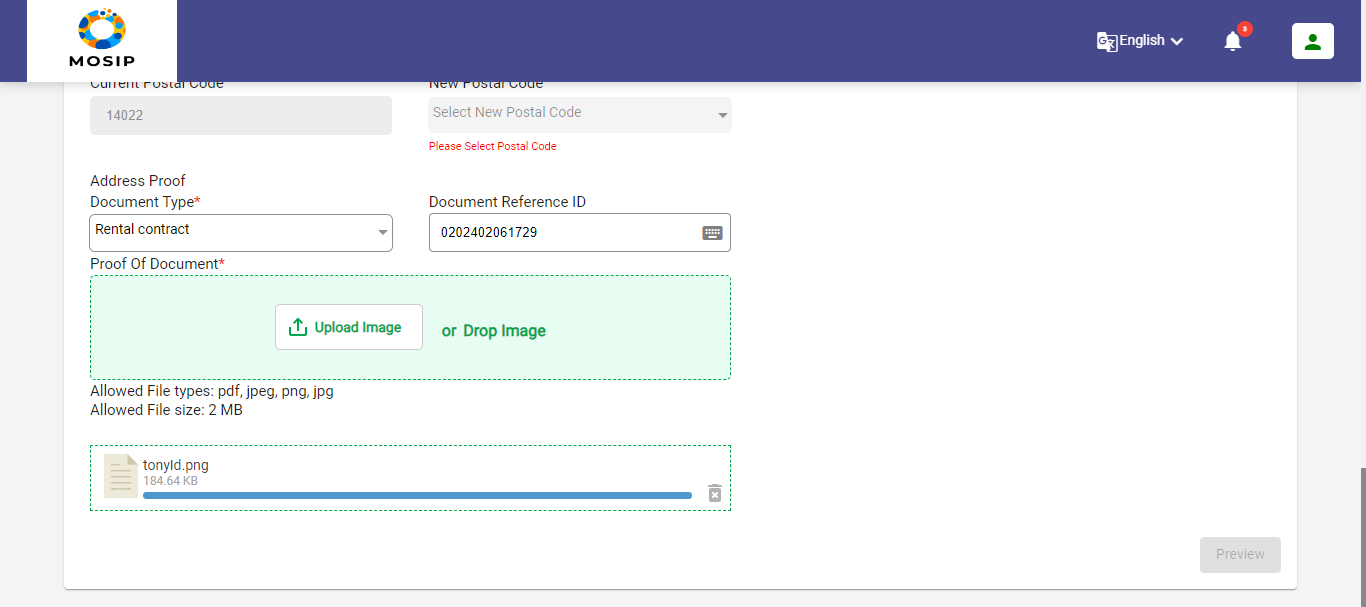 MOSIP
English
3
Current Postal Code
New Postal Code
14022
Select New Postal Code
Please Select Postal Code
Address Proof
Document Type*
Document Reference ID
Rental contract
0202402061729
Proof Of Document*
Upload Image
or Drop Image
Allowed File types: pdf, jpeg, png, jpg
Allowed File size: 2 MB
tonyId.png
184.64 KB
Preview